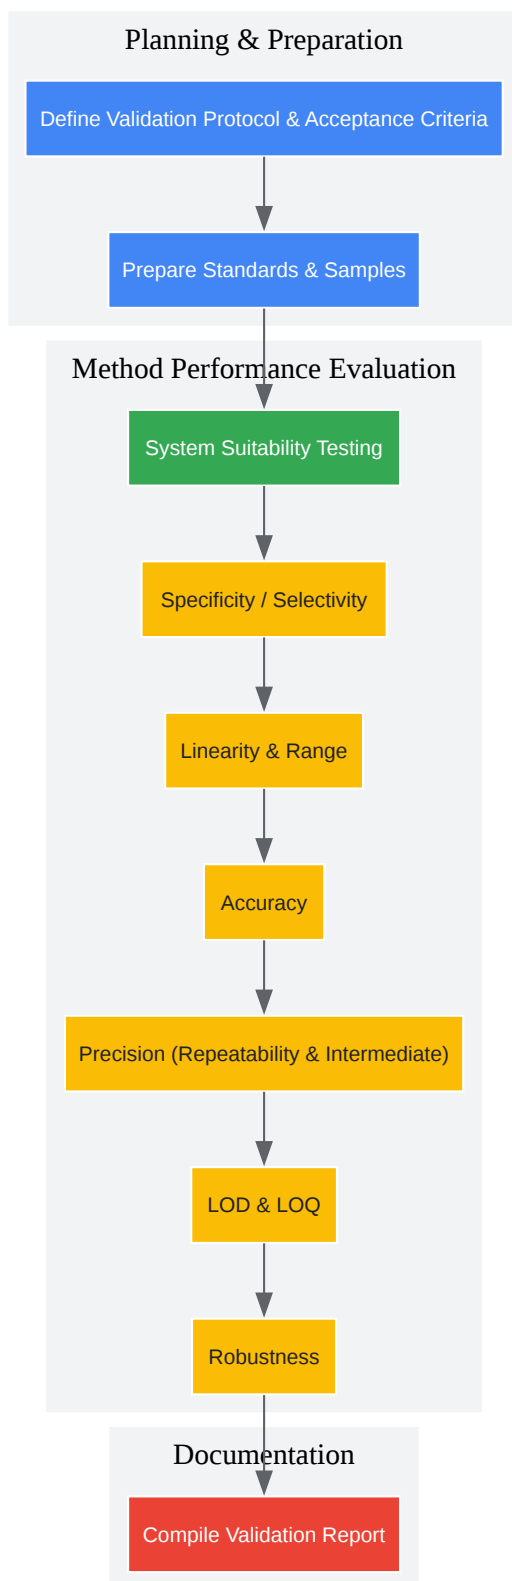 Planning & Preparation
Define Validation Protocol & Acceptance Criteria
Prepare Standards & Samples
Method Performance Evaluation
System Suitability Testing
Specificity / Selectivity
Linearity & Range
Accuracy
Precision (Repeatability & Intermediate)
LOD & LOQ
Robustness
Documentation
Compile Validation Report